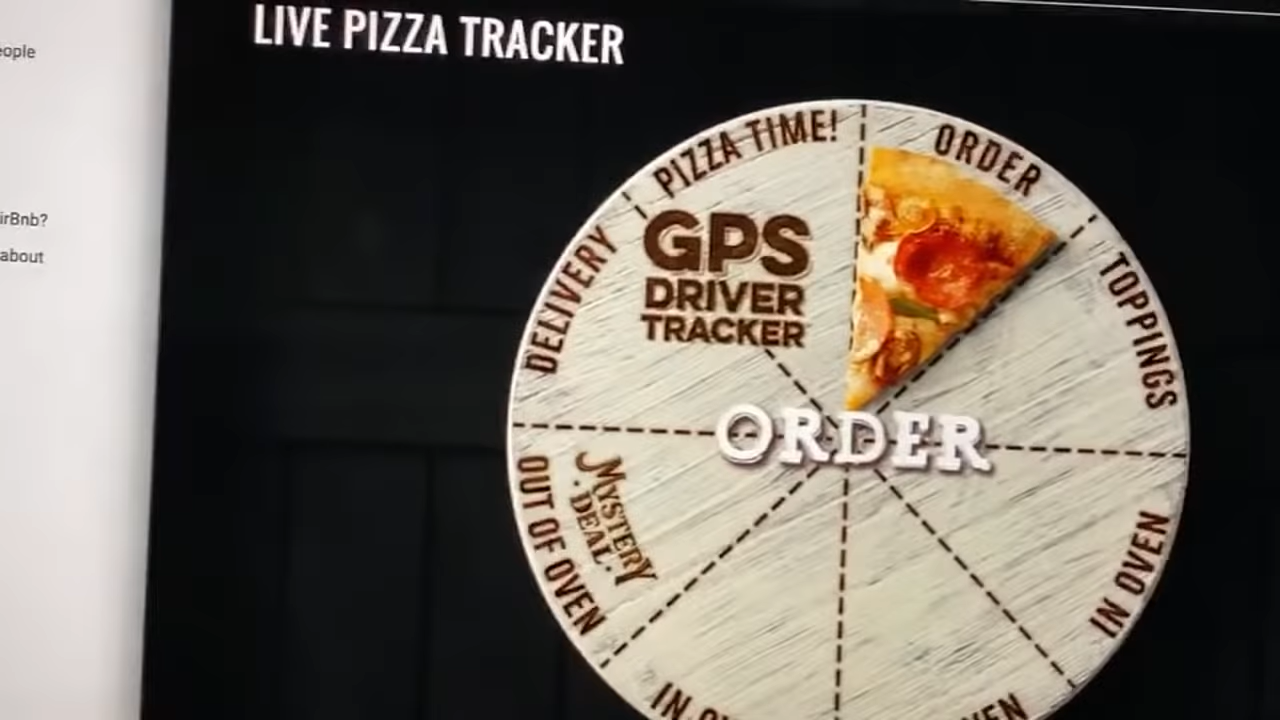 eople
irBnb?
about
LIVE PIZZA TRACKER
PIZZA TIME!
ORDER
TOPPINGS
DELIVERY
GPS
DRIVER
TRACKER
ORDER
MYSTERY
· DEAL ·
OUT OF OVEN
IN OVEN